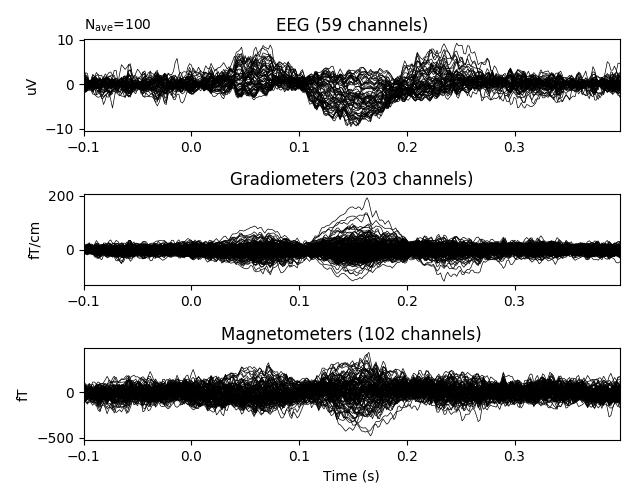 N_ave=100
EEG (59 channels)
10
0
−10
uV
−0.1 0.0 0.1 0.2 0.3
Gradiometers (203 channels)
200
0
fT/cm
−0.1 0.0 0.1 0.2 0.3
Magnetometers (102 channels)
0
−500
fT
−0.1 0.0 0.1 0.2 0.3
Time (s)